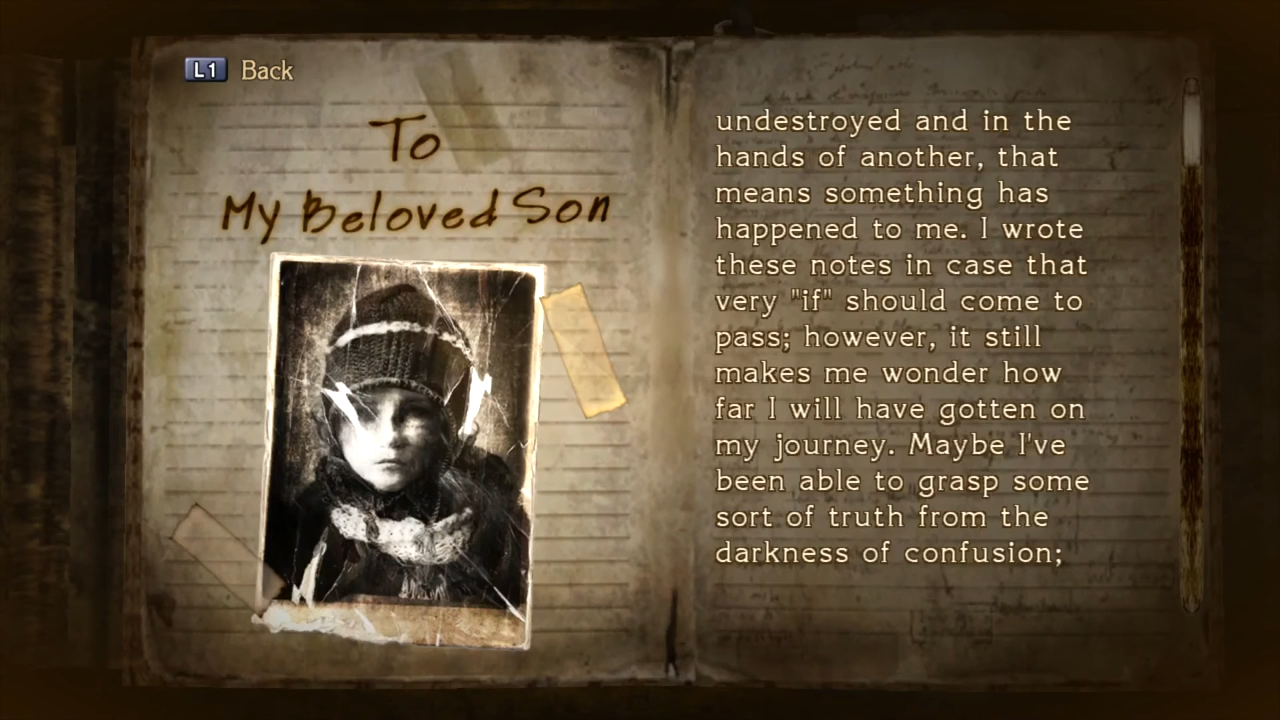 L1 Back
To
My Beloved Son
undestroyed and in the
hands of another, that
means something has
happened to me. I wrote
these notes in case that
very "if" should come to
pass; however, it still
makes me wonder how
far I will have gotten on
my journey. Maybe I've
been able to grasp some
sort of truth from the
darkness of confusion;